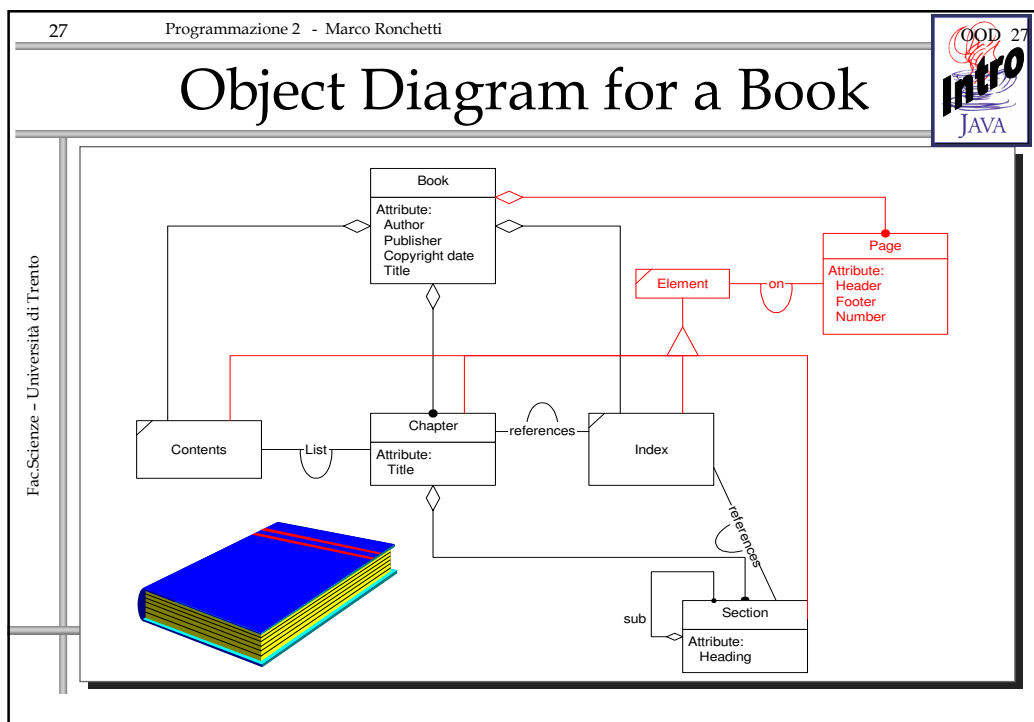 27 Programmazione 2 - Marco Ronchetti OOD 27
Object Diagram for a Book
Intro
JAVA
Fac.Scienze – Università di Trento
Book
Attribute:
Author
Publisher
Copyright date
Title
Page
Attribute:
Header
Footer
Number
Element
on
Contents
List
Chapter
Attribute:
Title
references
Index
references
sub
Section
Attribute:
Heading